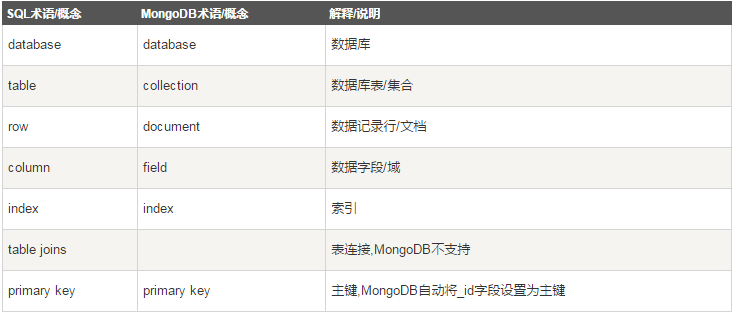 SQL术语/概念 MongoDB术语/概念 解释/说明
database database 数据库
table collection 数据库表/集合
row document 数据记录行/文档
column field 数据字段/域
index index 索引
table joins 表连接,MongoDB不支持
primary key primary key 主键,MongoDB自动将_id字段设置为主键